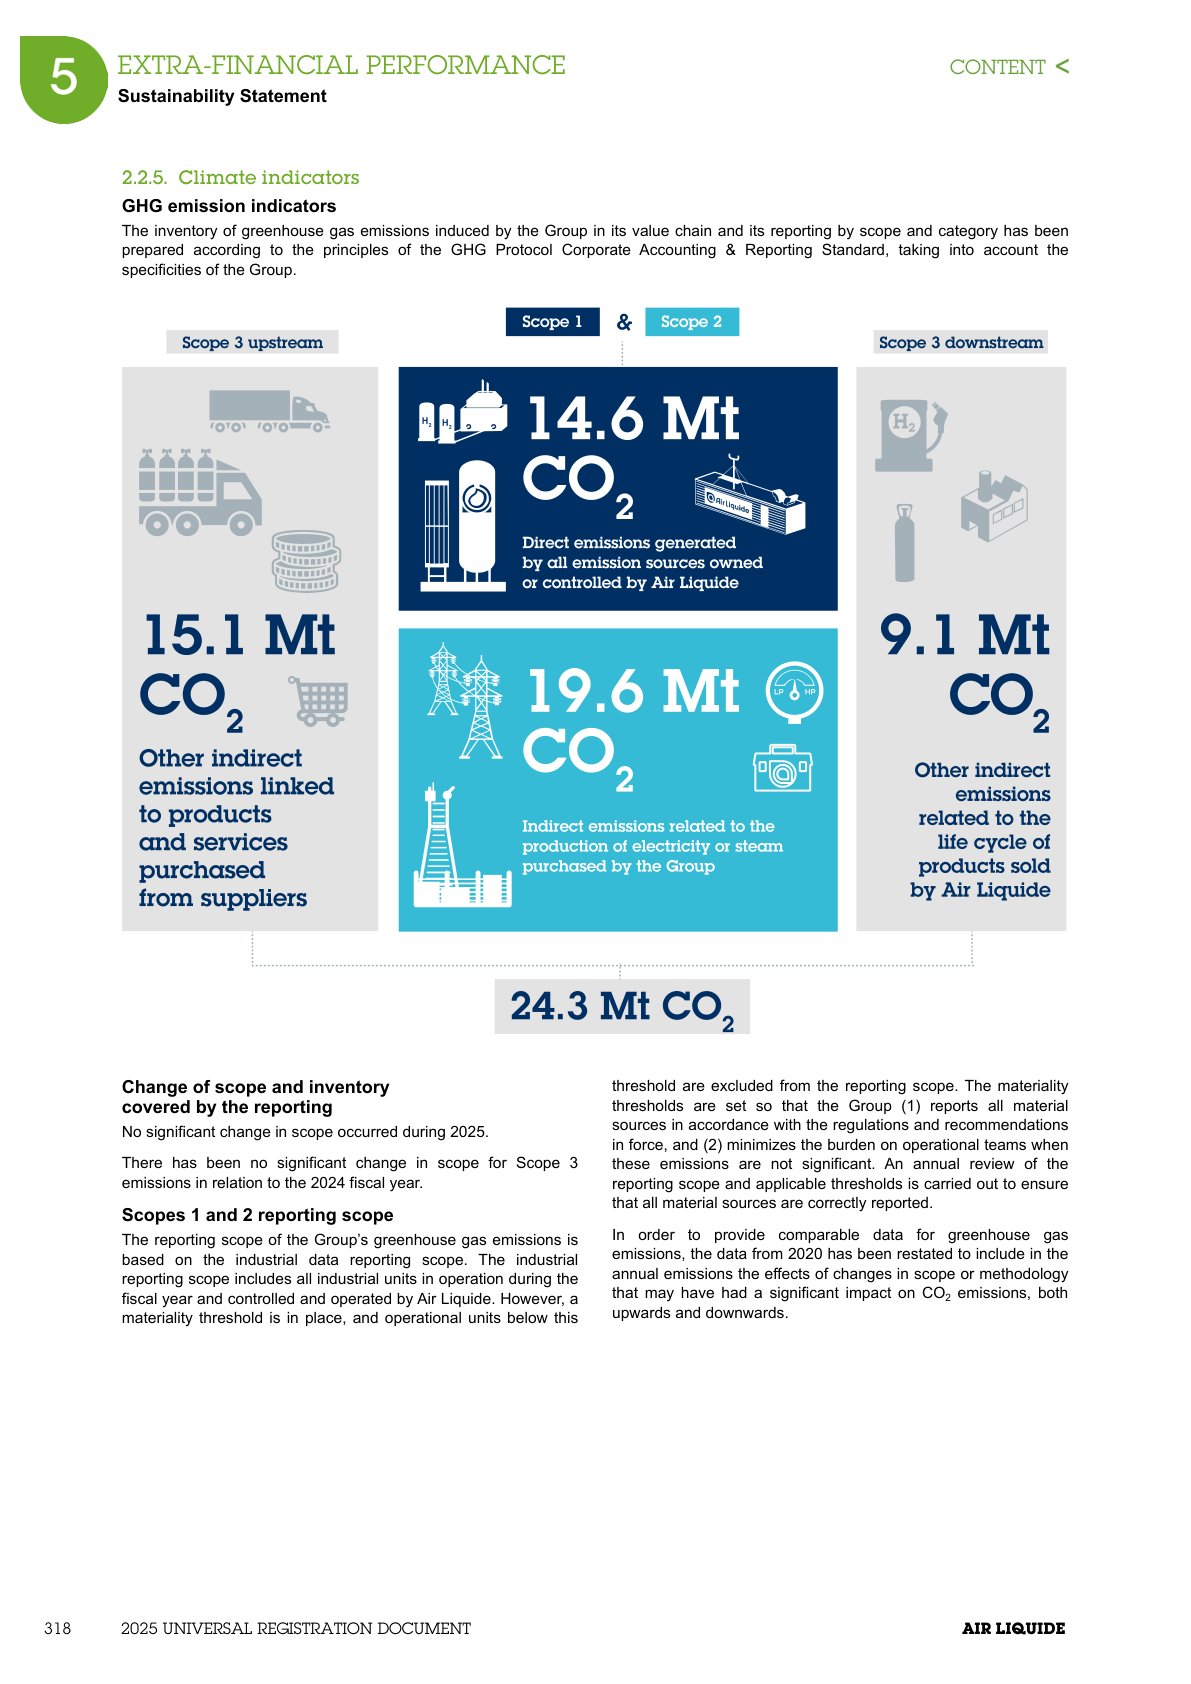 5
EXTRA-FINANCIAL PERFORMANCE
CONTENT <
Sustainability Statement
2.2.5. Climate indicators
GHG emission indicators
The inventory of greenhouse gas emissions induced by the Group in its value chain and its reporting by scope and category has been
prepared according to the principles of the GHG Protocol Corporate Accounting & Reporting Standard, taking into account the
specificities of the Group.
Scope 1 & Scope 2
Scope 3 upstream
Scope 3 downstream
15.1 Mt
CO2
Other indirect
emissions linked
to products
and services
purchased
from suppliers
H2 H2
14.6 Mt
CO2
Air Liquide
Direct emissions generated
by all emission sources owned
or controlled by Air Liquide
19.6 Mt
CO2
LP HP
Indirect emissions related to the
production of electricity or steam
purchased by the Group
H2
9.1 Mt
CO2
Other indirect
emissions
related to the
life cycle of
products sold
by Air Liquide
24.3 Mt CO2
Change of scope and inventory
covered by the reporting
No significant change in scope occurred during 2025.
There has been no significant change in scope for Scope 3
emissions in relation to the 2024 fiscal year.
Scopes 1 and 2 reporting scope
The reporting scope of the Group’s greenhouse gas emissions is
based on the industrial data reporting scope. The industrial
reporting scope includes all industrial units in operation during the
fiscal year and controlled and operated by Air Liquide. However, a
materiality threshold is in place, and operational units below this
threshold are excluded from the reporting scope. The materiality
thresholds are set so that the Group (1) reports all material
sources in accordance with the regulations and recommendations
in force, and (2) minimizes the burden on operational teams when
these emissions are not significant. An annual review of the
reporting scope and applicable thresholds is carried out to ensure
that all material sources are correctly reported.
In order to provide comparable data for greenhouse gas
emissions, the data from 2020 has been restated to include in the
annual emissions the effects of changes in scope or methodology
that may have had a significant impact on CO2 emissions, both
upwards and downwards.
318
2025 UNIVERSAL REGISTRATION DOCUMENT
AIR LIQUIDE